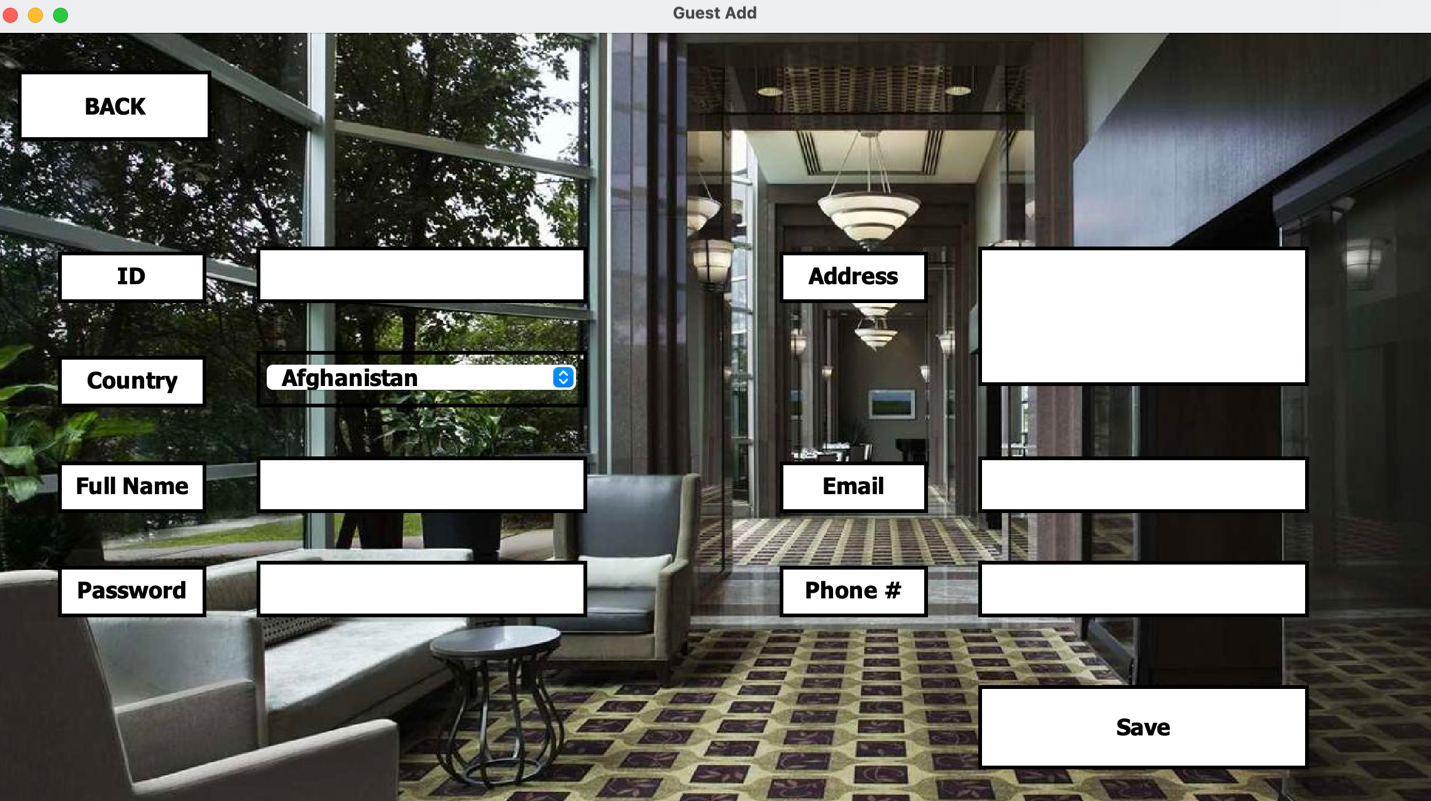 Guest Add
BACK
ID
Address
Country
Afghanistan
Full Name
Email
Password
Phone #
Save